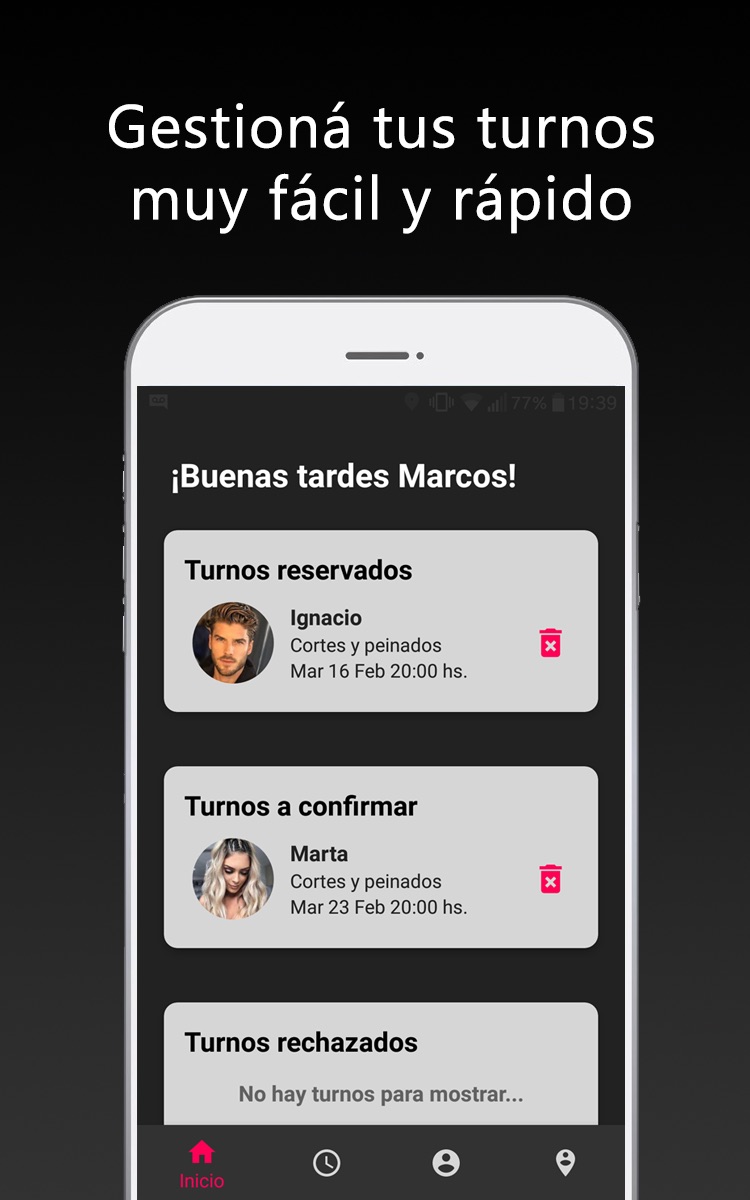 Gestioná tus turnos
muy fácil y rápido
77% 19:39
¡Buenas tardes Marcos!
Turnos reservados
Ignacio
Cortes y peinados
Mar 16 Feb 20:00 hs.
Turnos a confirmar
Marta
Cortes y peinados
Mar 23 Feb 20:00 hs.
Turnos rechazados
No hay turnos para mostrar...
Inicio